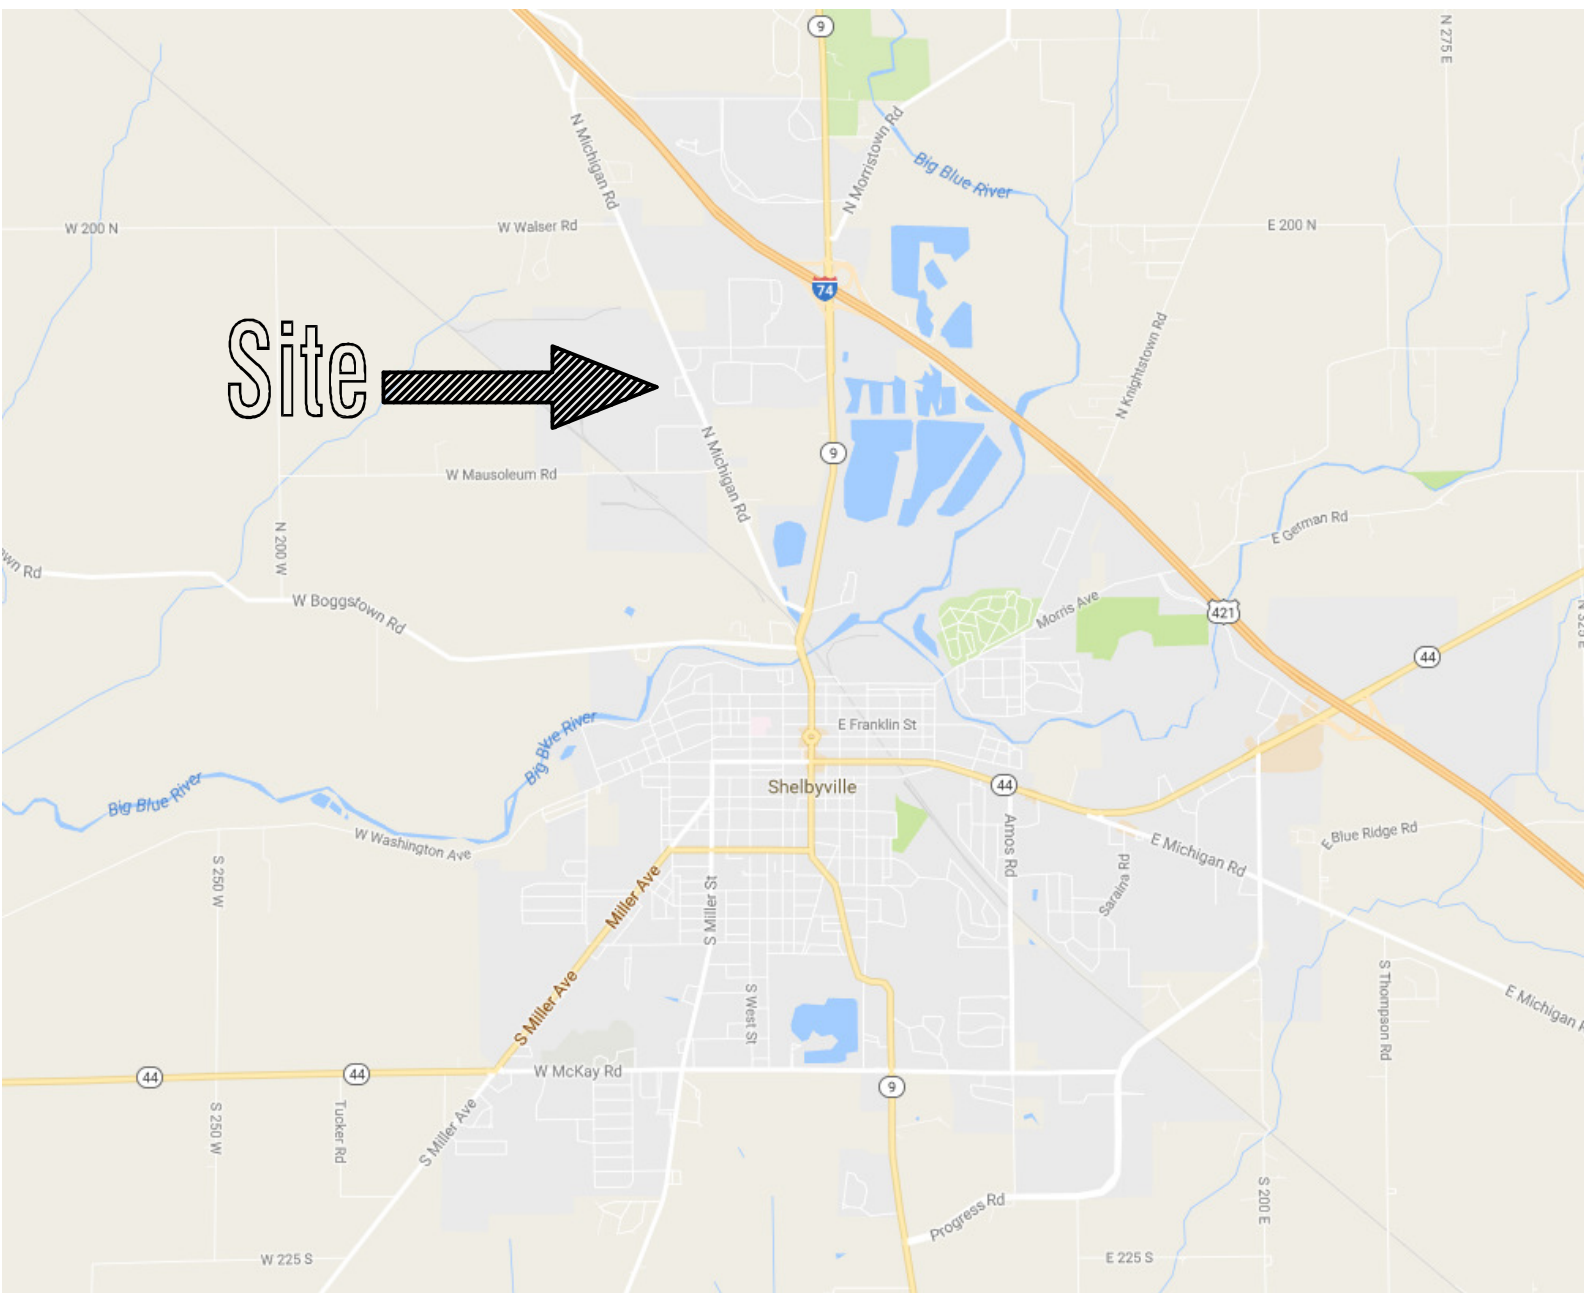 9
N 275 E
N Michigan Rd
N Morristown Rd
Big Blue River
W 200 N
W Walser Rd
E 200 N
74
Site
N Knightstown Rd
N Michigan Rd
9
W Mausoleum Rd
E Getman Rd
N 200 W
own Rd
W Boggstown Rd
Morris Ave
421
N 325 E
44
Big Blue River
E Franklin St
Big Blue River
Shelbyville
44
W Washington Ave
Amos Rd
E Michigan Rd
E Blue Ridge Rd
S 250 W
Miller Ave
S Miller St
Saraina Rd
S Miller Ave
S West St
S Thompson Rd
E Michigan R
44
44
W McKay Rd
9
S 250 W
Tucker Rd
S Miller Ave
Progress Rd
S 200 E
W 225 S
E 225 S